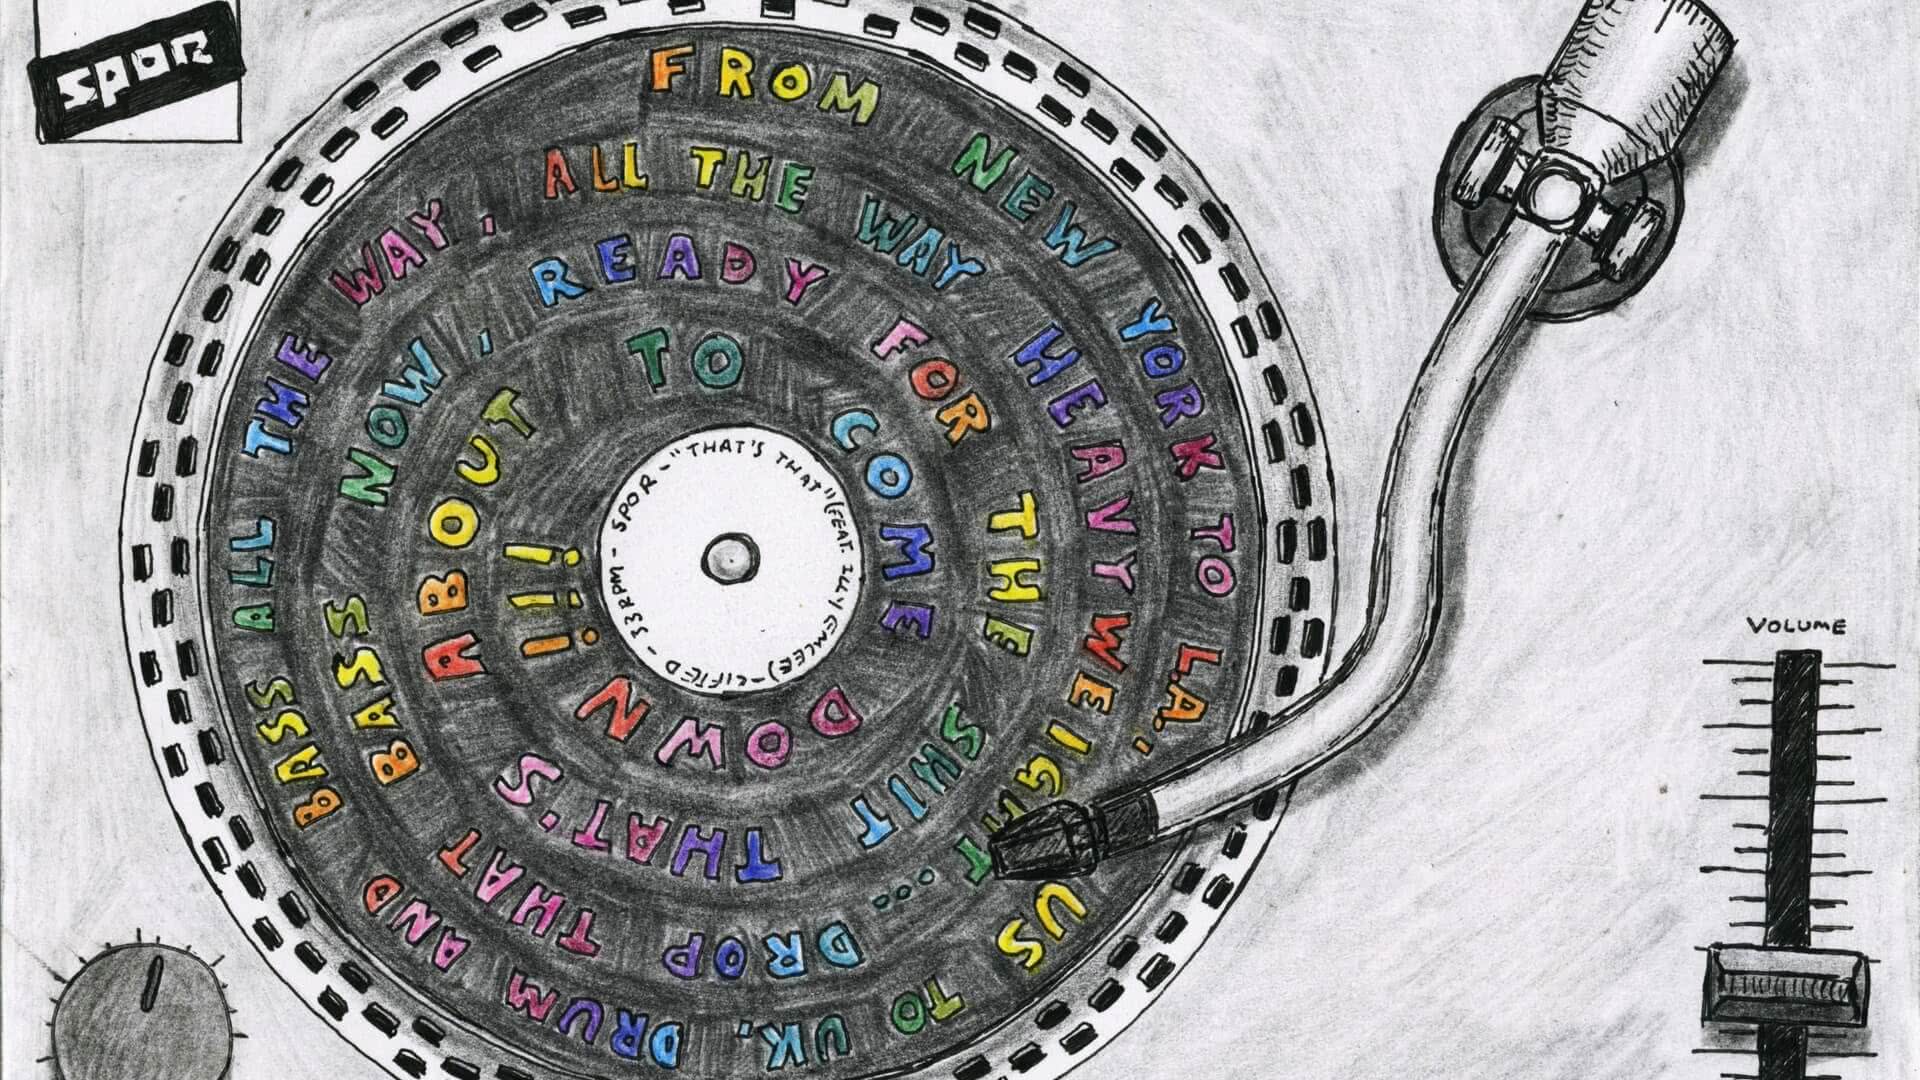 SPOR
FROM NEW YORK TO L.A., US TO UK, DRUM AND BASS ALL THE WAY, ALL THE WAY HEAVYWEIGHT... DROP THAT BASS NOW, READY FOR THE SWIT THAT'S ABOUT TO COME DOWN !!!
SPOR - "THAT'S THAT" (FEAT. ILLY EMCEE) - LIFTED - 33RPM -
VOLUME